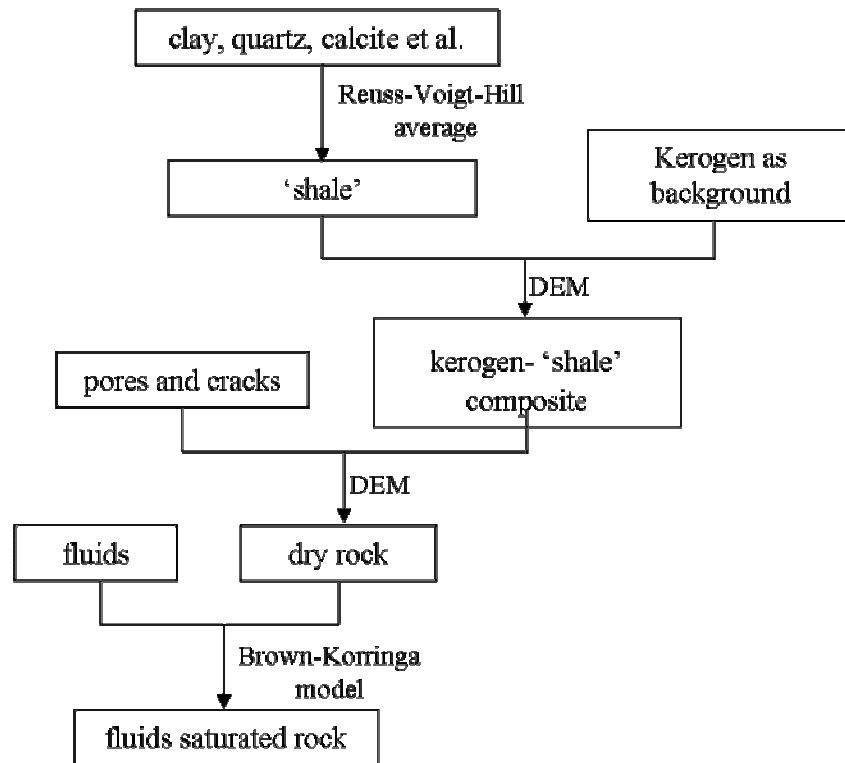 clay, quartz, calcite et al.
Reuss-Voigt-Hill
average
Kerogen as
background
‘shale’
DEM
kerogen- ‘shale’
composite
pores and cracks
DEM
fluids
dry rock
Brown-Korringa
model
fluids saturated rock